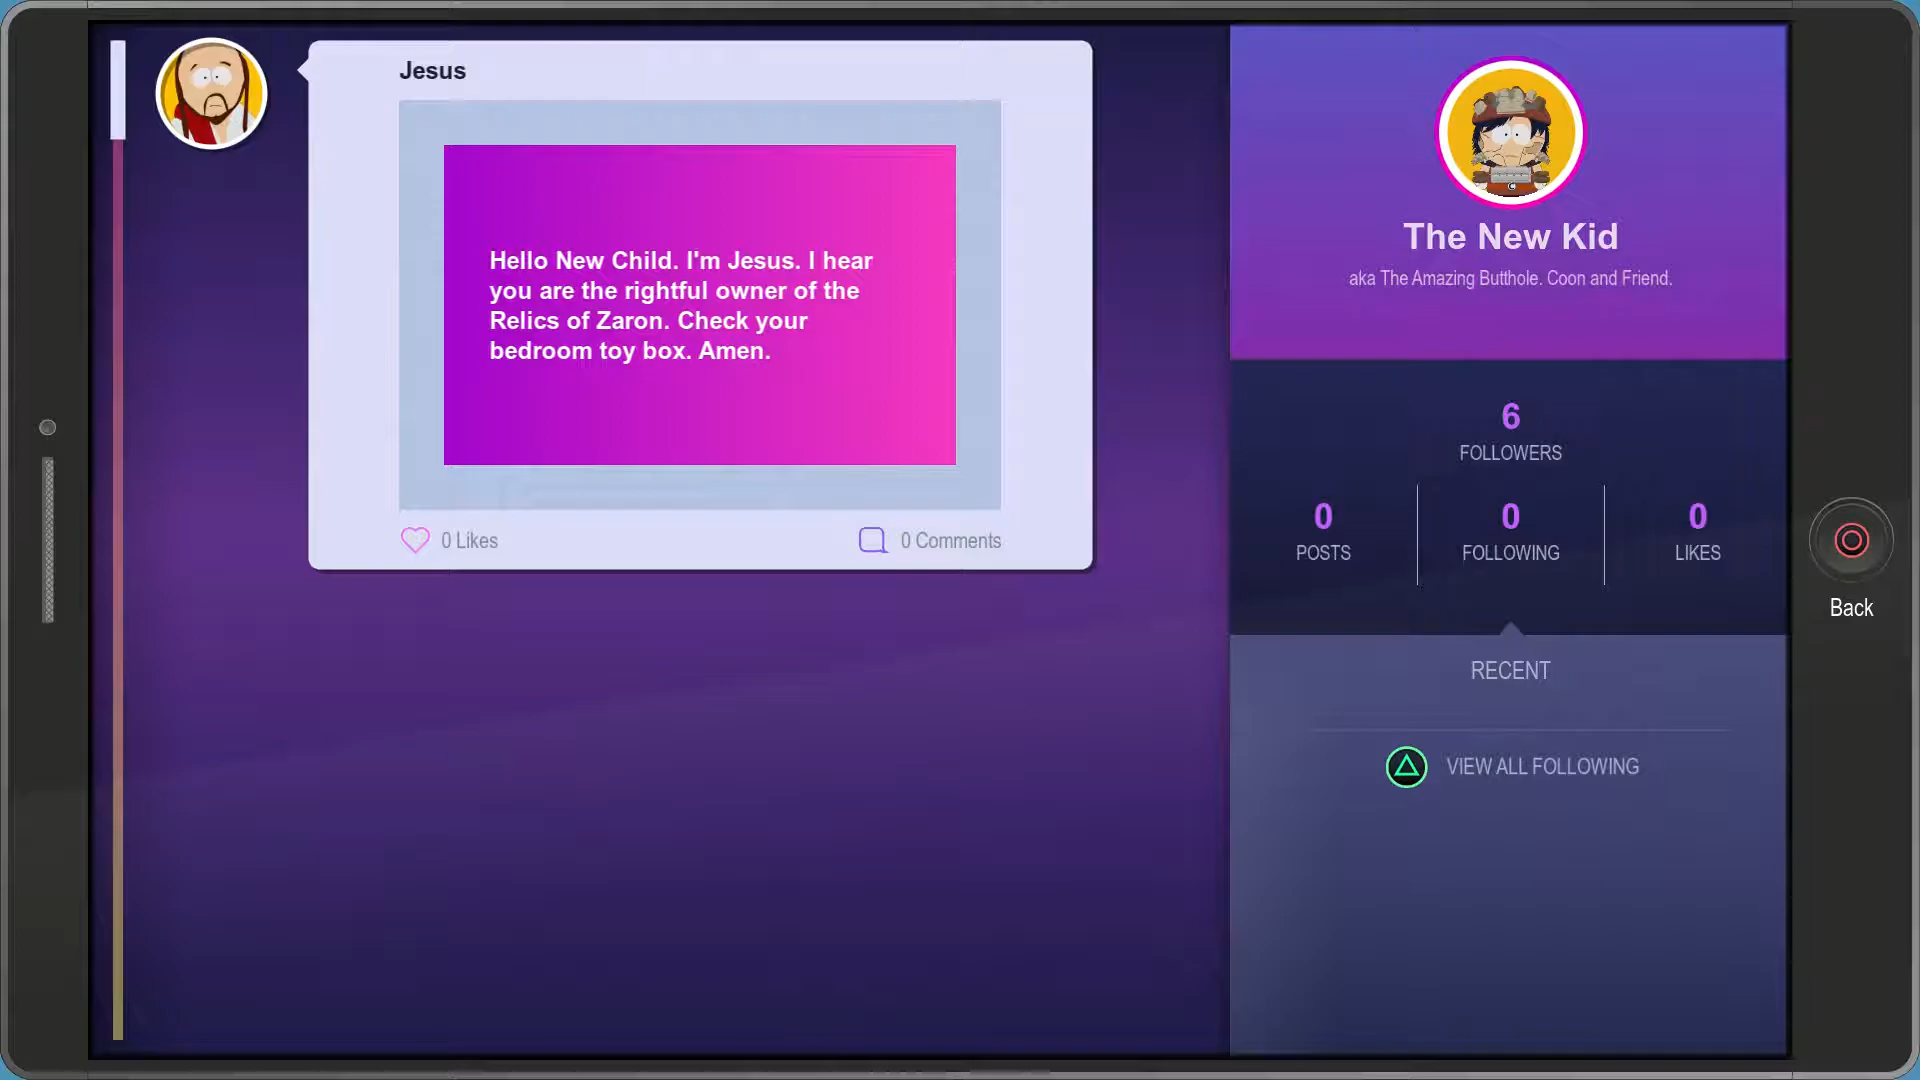 Jesus
Hello New Child. I'm Jesus. I hear
you are the rightful owner of the
Relics of Zaron. Check your
bedroom toy box. Amen.
0 Likes
0 Comments
The New Kid
aka The Amazing Butthole. Coon and Friend.
6
FOLLOWERS
0
POSTS
0
FOLLOWING
0
LIKES
RECENT
VIEW ALL FOLLOWING
Back